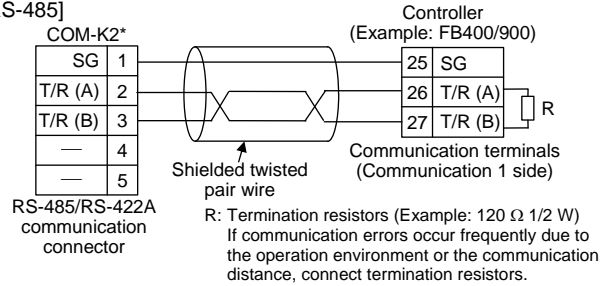 S-485]
COM-K2*
SG 1
T/R (A) 2
T/R (B) 3
— 4
— 5
RS-485/RS-422A
communication
connector
Shielded twisted
pair wire
Controller
(Example: FB400/900)
25 SG
26 T/R (A)
27 T/R (B)
R
Communication terminals
(Communication 1 side)
R: Termination resistors (Example: 120 Ω 1/2 W)
If communication errors occur frequently due to
the operation environment or the communication
distance, connect termination resistors.